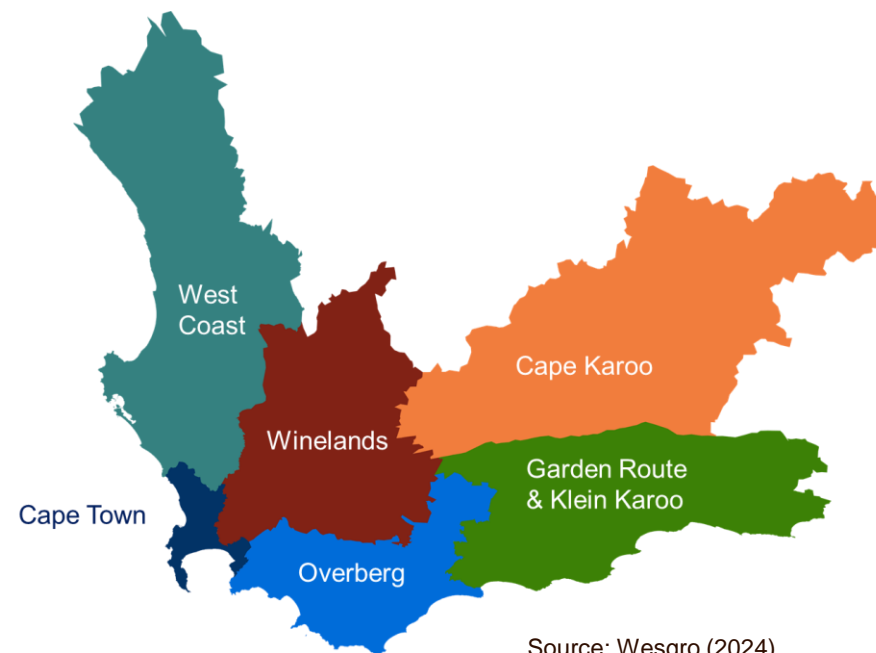 West
Coast
Cape Karoo
Winelands
Garden Route
& Klein Karoo
Cape Town
Overberg
Source: Wesgro (2024)